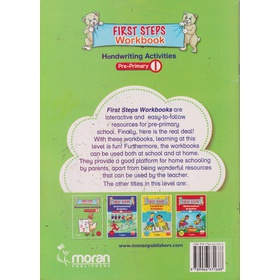 FIRST STEPS
Workbook
Handwriting Activities
Pre-Primary 1
First Steps Workbooks are
interactive and easy-to-follow
resources for pre-primary
school. Finally, here is the real deal!
With these workbooks, learning at
this level is fun! Furthermore, the workbooks
can be used both at school and at home.
They provide a good platform for home schooling
by parents, apart from being wonderful resources
that can be used by the teacher.
The other titles in this level are:
moran
PUBLISHERS
www.moranpublishers.com